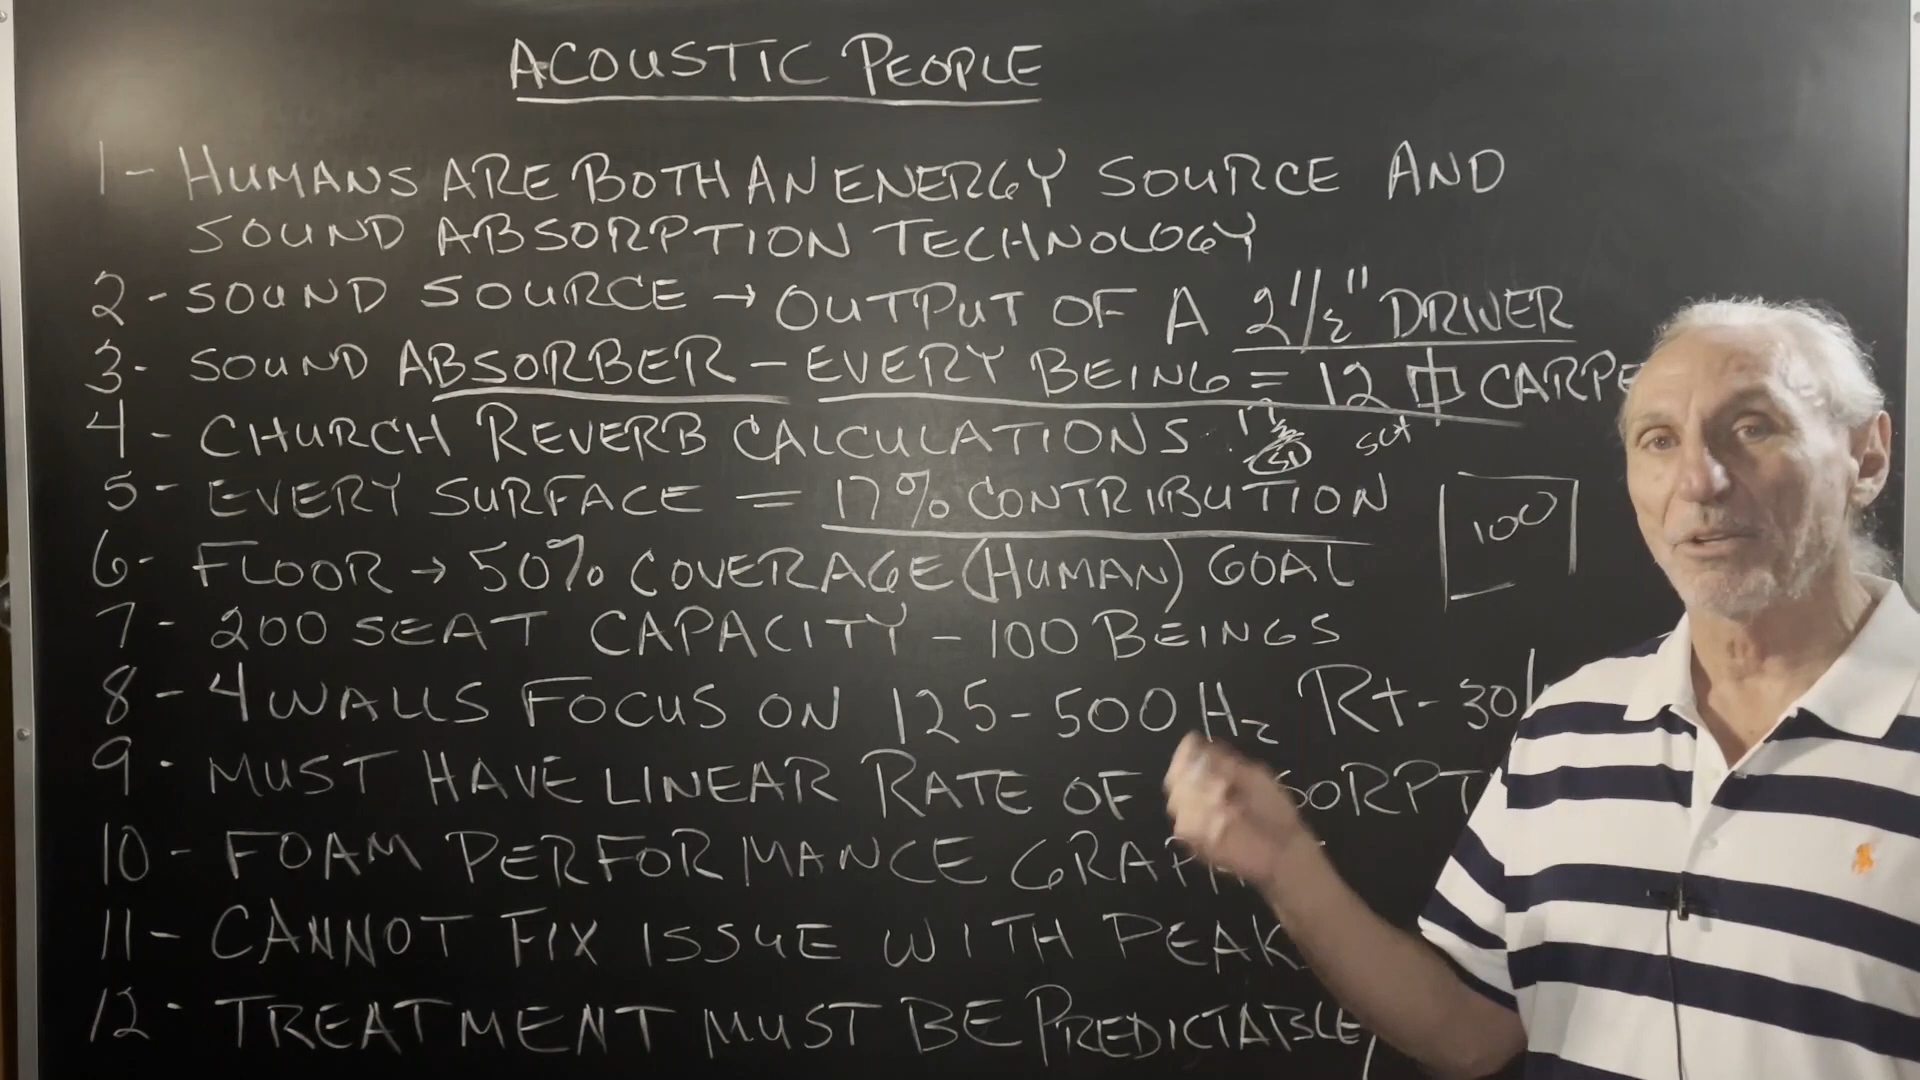 ACOUSTIC PEOPLE
1- HUMANS ARE BOTH AN ENERGY SOURCE AND
SOUND ABSORPTION TECHNOLOGY
2- SOUND SOURCE → OUTPUT OF A 2 1/2" DRIVER
3- SOUND ABSORBER - EVERY BEING = 12 CARPE
4- CHURCH REVERB CALCULATIONS
5- EVERY SURFACE = 17% CONTRIBUTION
100
6- FLOOR → 50% COVERAGE (HUMAN) GOAL
7- 200 SEAT CAPACITY - 100 BEINGS
8- 4 WALLS FOCUS ON 125-500 Hz Rt- 30
9- MUST HAVE LINEAR RATE OF SORPT
10- FOAM PERFORMANCE GRAP
11- CANNOT FIX ISSUE WITH PEAK
12- TREATMENT MUST BE PREDICTABLE